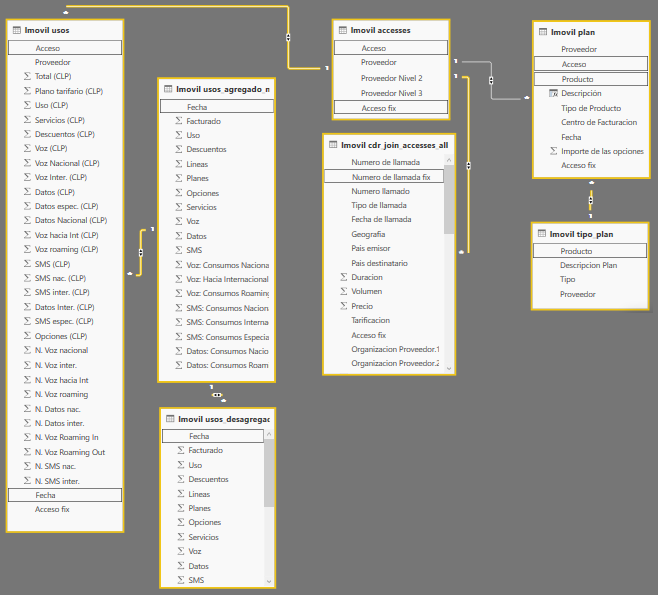 Imovil usos
Acceso
Proveedor
Total (CLP)
Plano tarifario (CLP)
Uso (CLP)
Servicios (CLP)
Descuentos (CLP)
Voz (CLP)
Voz Nacional (CLP)
Voz Inter. (CLP)
Datos (CLP)
Datos espec. (CLP)
Datos Nacional (CLP)
Voz hacia Int (CLP)
Voz roaming (CLP)
SMS (CLP)
SMS nac. (CLP)
SMS inter. (CLP)
Datos Inter. (CLP)
SMS espec. (CLP)
Opciones (CLP)
N. Voz nacional
N. Voz inter.
N. Voz hacia Int
N. Voz roaming
N. Datos nac.
N. Datos inter.
N. Voz Roaming In
N. Voz Roaming Out
N. SMS nac.
N. SMS inter.
Fecha
Acceso fix
Imovil usos_agregado_m
Fecha
Facturado
Uso
Descuentos
Lineas
Planes
Opciones
Servicios
Voz
Datos
SMS
Voz: Consumos Naciona
Voz: Hacia Internacional
Voz: Consumos Roaming
SMS: Consumos Nacion
SMS: Consumos Interna
SMS: Consumos Especia
Datos: Consumos Nacio
Datos: Consumos Roam
Imovil usos_desagregad
Fecha
Facturado
Uso
Descuentos
Lineas
Planes
Opciones
Servicios
Voz
Datos
SMS
Imovil accesses
Acceso
Proveedor
Proveedor Nivel 2
Proveedor Nivel 3
Acceso fix
Imovil cdr_join_accesses_all
Numero de llamada
Numero de llamada fix
Numero llamado
Tipo de llamada
Fecha de llamada
Geografia
Pais emisor
Pais destinatario
Duracion
Volumen
Precio
Tarificacion
Acceso fix
Organizacion Proveedor.1
Organizacion Proveedor.2
Imovil plan
Proveedor
Acceso
Producto
Descripción
Tipo de Producto
Centro de Facturacion
Fecha
Importe de las opciones
Acceso fix
Imovil tipo_plan
Producto
Descripcion Plan
Tipo
Proveedor